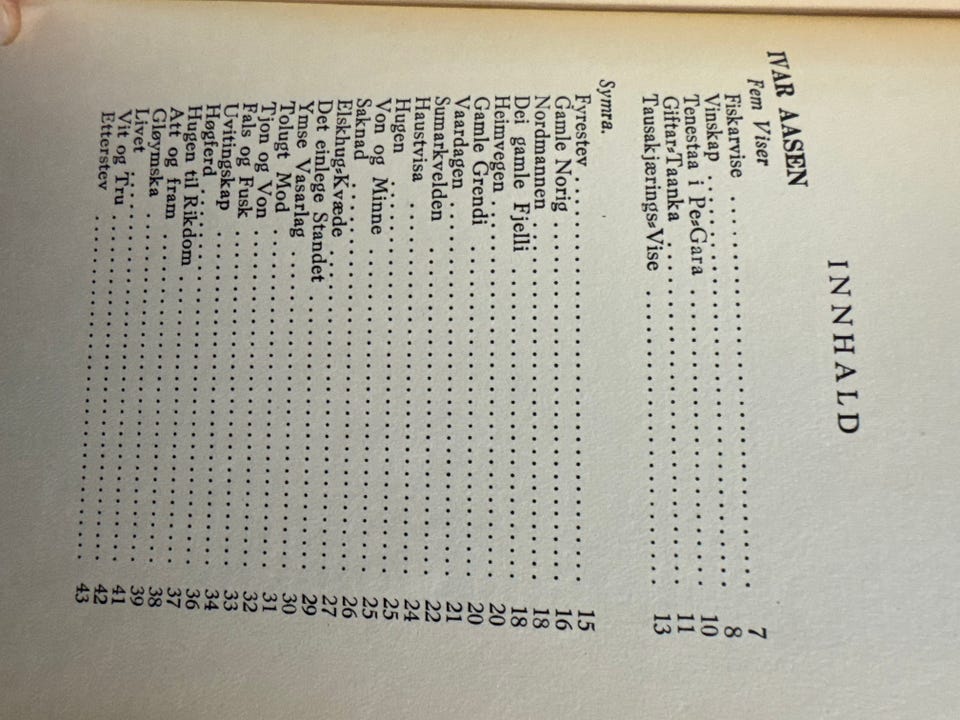 INNHALD
IVAR AASEN
Fem Viser
Fiskarvise . . . . . . . . . . . . . . . . . . . . 7
Vinskap . . . . . . . . . . . . . . . . . . . . 8
Tenestaa i Pe-Gara . . . . . . . . . . . . . . . . . . . . 10
Giftar-Taanka . . . . . . . . . . . . . . . . . . . . 11
Tausakjærings-Vise . . . . . . . . . . . . . . . . . . . . 13
Symra.
Fyrestev . . . . . . . . . . . . . . . . . . . . 15
Gamle Norig . . . . . . . . . . . . . . . . . . . . 16
Nordmannen . . . . . . . . . . . . . . . . . . . . 18
Dei gamle Fjelli . . . . . . . . . . . . . . . . . . . . 18
Heimvegen . . . . . . . . . . . . . . . . . . . . 20
Gamle Grendi . . . . . . . . . . . . . . . . . . . . 20
Vaardagen . . . . . . . . . . . . . . . . . . . . 21
Sumarkvelden . . . . . . . . . . . . . . . . . . . . 22
Haustvisa . . . . . . . . . . . . . . . . . . . . 24
Hugen . . . . . . . . . . . . . . . . . . . . 25
Von og Minne . . . . . . . . . . . . . . . . . . . . 25
Saknad . . . . . . . . . . . . . . . . . . . . 26
Elskhug-Kvæde . . . . . . . . . . . . . . . . . . . . 27
Det einlege Standet . . . . . . . . . . . . . . . . . . . . 29
Ymse Vasarlag . . . . . . . . . . . . . . . . . . . . 30
Tolugt Mod . . . . . . . . . . . . . . . . . . . . 31
Tjon og Von . . . . . . . . . . . . . . . . . . . . 32
Fals og Fusk . . . . . . . . . . . . . . . . . . . . 33
Uvitingskap . . . . . . . . . . . . . . . . . . . . 34
Høgferd . . . . . . . . . . . . . . . . . . . . 36
Hugen til Rikdom . . . . . . . . . . . . . . . . . . . . 37
Att og fram . . . . . . . . . . . . . . . . . . . . 38
Gløymska . . . . . . . . . . . . . . . . . . . . 39
Livet . . . . . . . . . . . . . . . . . . . . 41
Vit og Tru . . . . . . . . . . . . . . . . . . . . 42
Etterstev . . . . . . . . . . . . . . . . . . . . 43